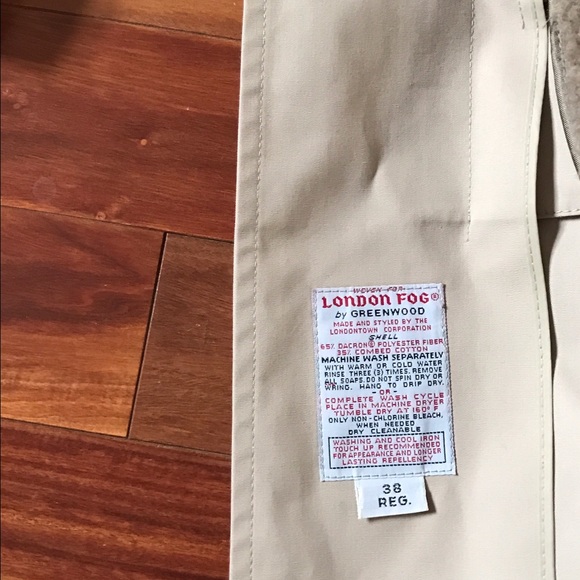 WOVEN FOR
LONDON FOG®
by GREENWOOD
MADE AND STYLED BY THE
LONDONTOWN CORPORATION
SHELL
65% DACRON® POLYESTER FIBER
35% COMBED COTTON
MACHINE WASH SEPARATELY
WITH WARM OR COLD WATER
RINSE THREE (3) TIMES. REMOVE
ALL SOAPS. DO NOT SPIN DRY OR
WRING. HANG TO DRIP DRY.
-OR-
COMPLETE WASH CYCLE
PLACE IN MACHINE DRYER
TUMBLE DRY AT 160° F
ONLY NON-CHLORINE BLEACH,
WHEN NEEDED
DRY CLEANABLE
WASHING AND COOL IRON
TOUCH UP RECOMMENDED
FOR APPEARANCE AND LONGER
LASTING REPELLENCY
38
REG.